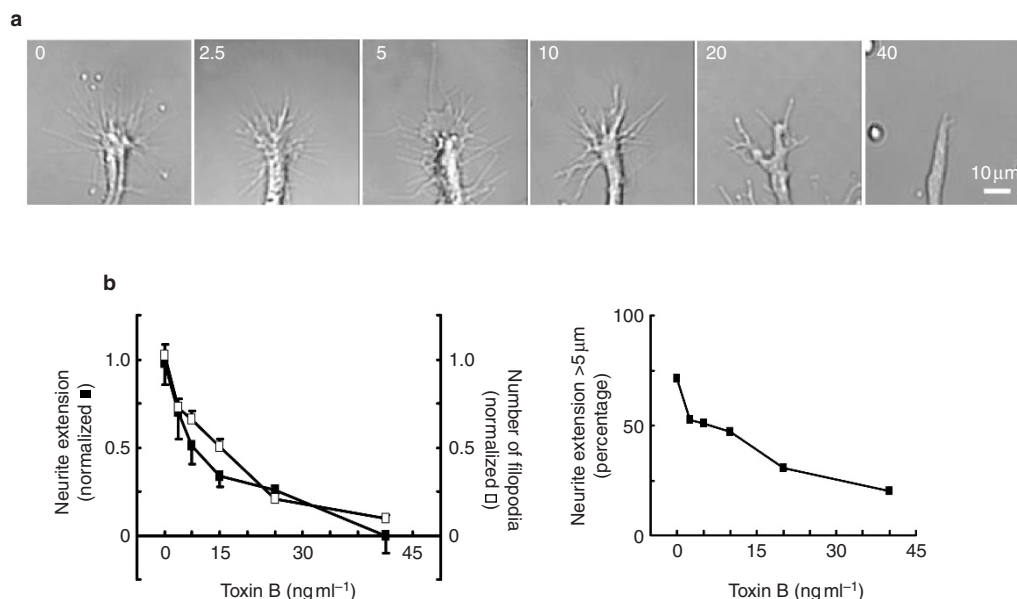 a
0 2.5 5 10 20 40
10 μm
b
Neurite extension
(normalized ■)
1.0
0.5
0
0 15 30 45
Toxin B (ng ml⁻¹)
1.0
0.5
0
Number of filopodia
(normalized □)
Neurite extension >5 μm
(percentage)
100
50
0
0 15 30 45
Toxin B (ng ml⁻¹)